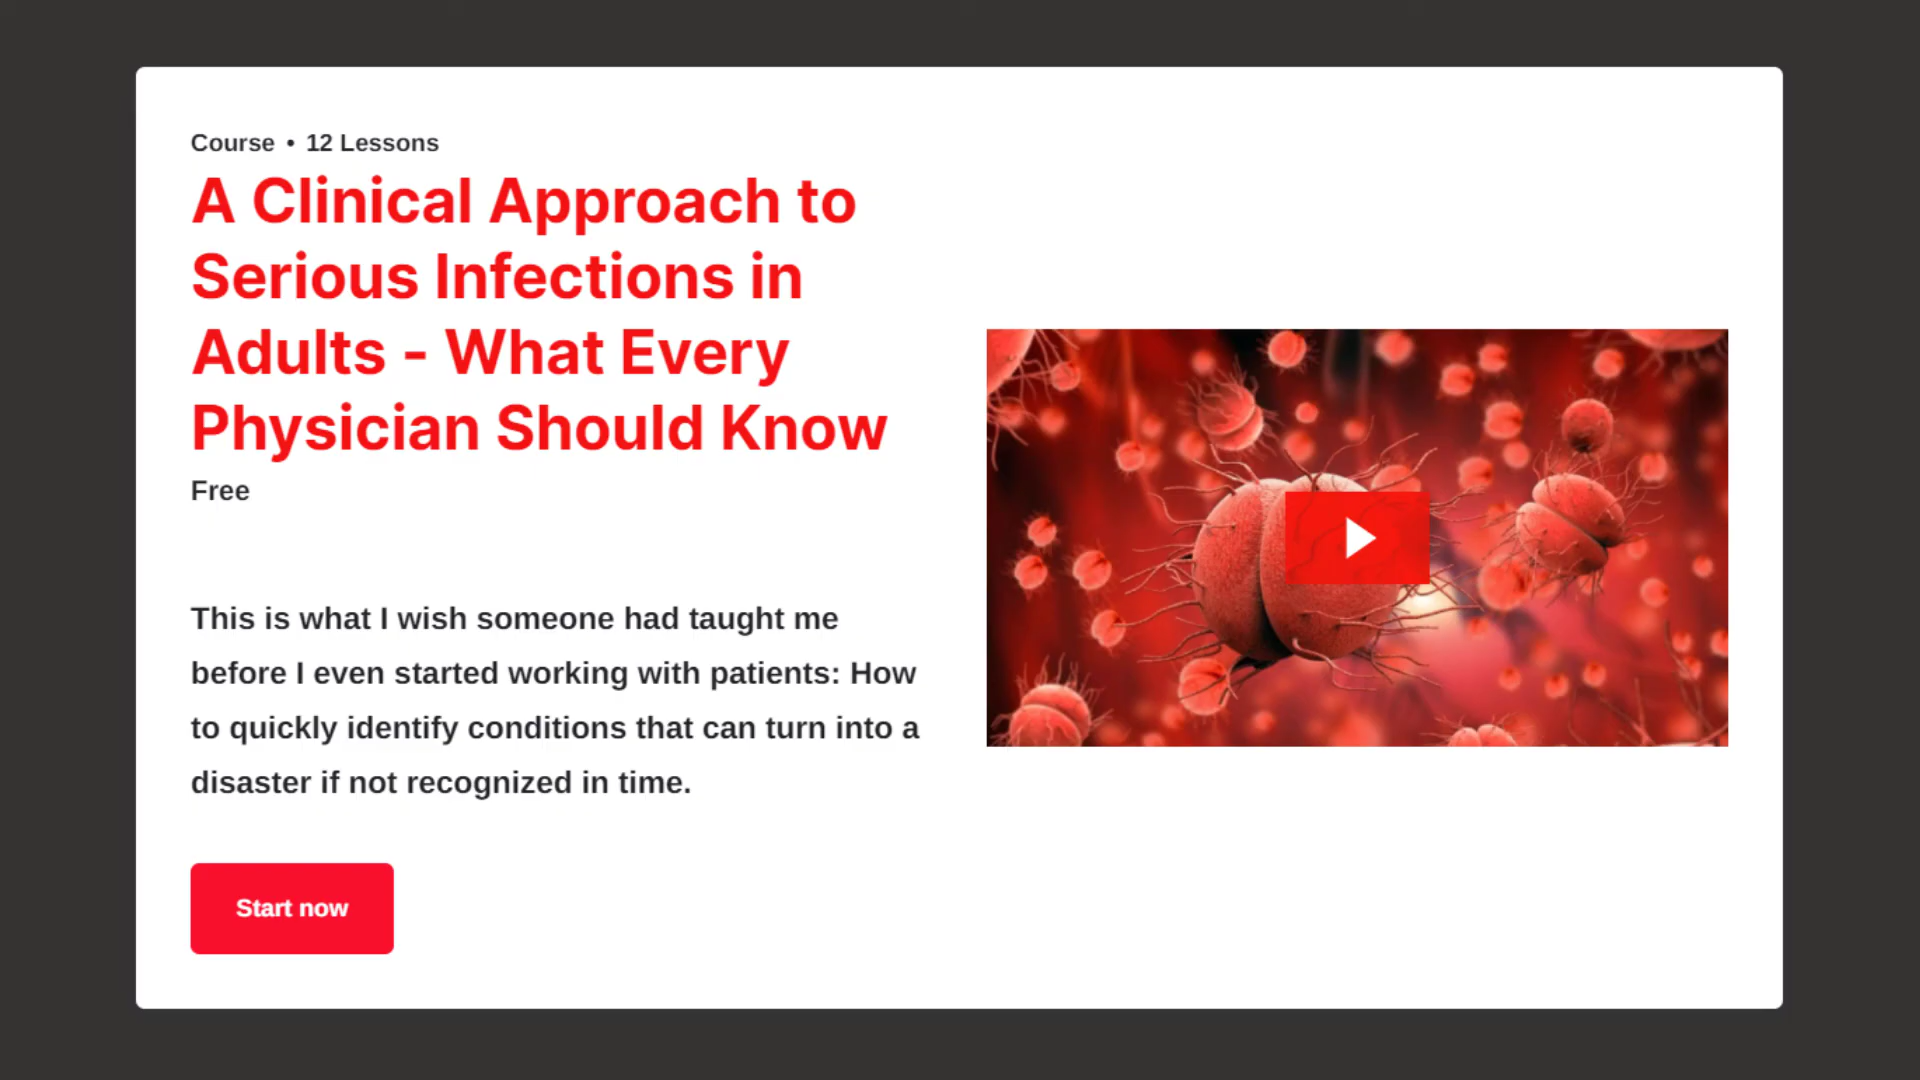 Course • 12 Lessons
A Clinical Approach to
Serious Infections in
Adults - What Every
Physician Should Know
Free
This is what I wish someone had taught me
before I even started working with patients: How
to quickly identify conditions that can turn into a
disaster if not recognized in time.
Start now